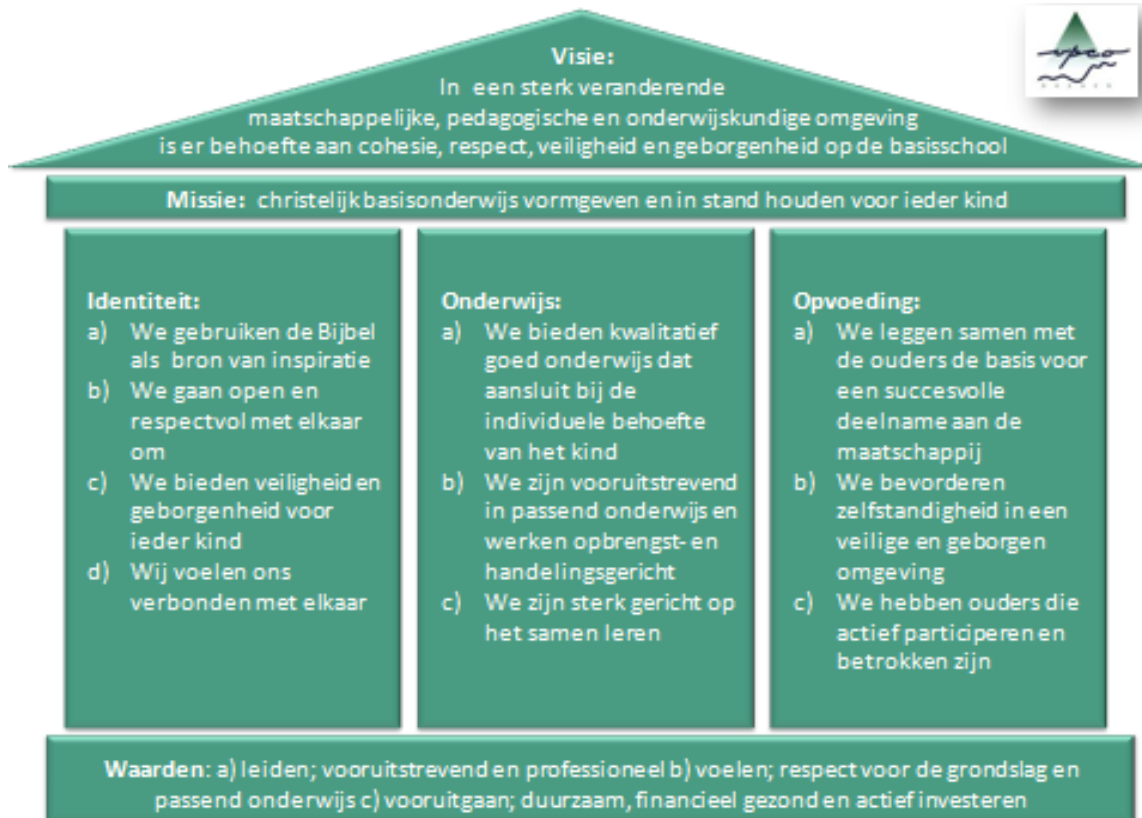 vpco
Visie:
In een sterk veranderende
maatschappelijke, pedagogische en onderwijskundige omgeving
is er behoefte aan cohesie, respect, veiligheid en geborgenheid op de basisschool
Missie: christelijk basisonderwijs vormgeven en in stand houden voor ieder kind
Identiteit:
a) We gebruiken de Bijbel
als bron van inspiratie
b) We gaan open en
respectvol met elkaar
om
c) We bieden veiligheid en
geborgenheid voor
ieder kind
d) Wij voelen ons
verbonden met elkaar
Onderwijs:
a) We bieden kwalitatief
goed onderwijs dat
aansluit bij de
individuele behoefte
van het kind
b) We zijn vooruitstrevend
in passend onderwijs en
werken opbrengst- en
handelingsgericht
c) We zijn sterk gericht op
het samen leren
Opvoeding:
a) We leggen samen met
de ouders de basis voor
een succesvolle
deelname aan de
maatschappij
b) We bevorderen
zelfstandigheid in een
veilige en geborgen
omgeving
c) We hebben ouders die
actief participeren en
betrokken zijn
Waarden: a) leiden; vooruitstrevend en professioneel b) voelen; respect voor de grondslag en
passend onderwijs c) vooruitgaan; duurzaam, financieel gezond en actief investeren